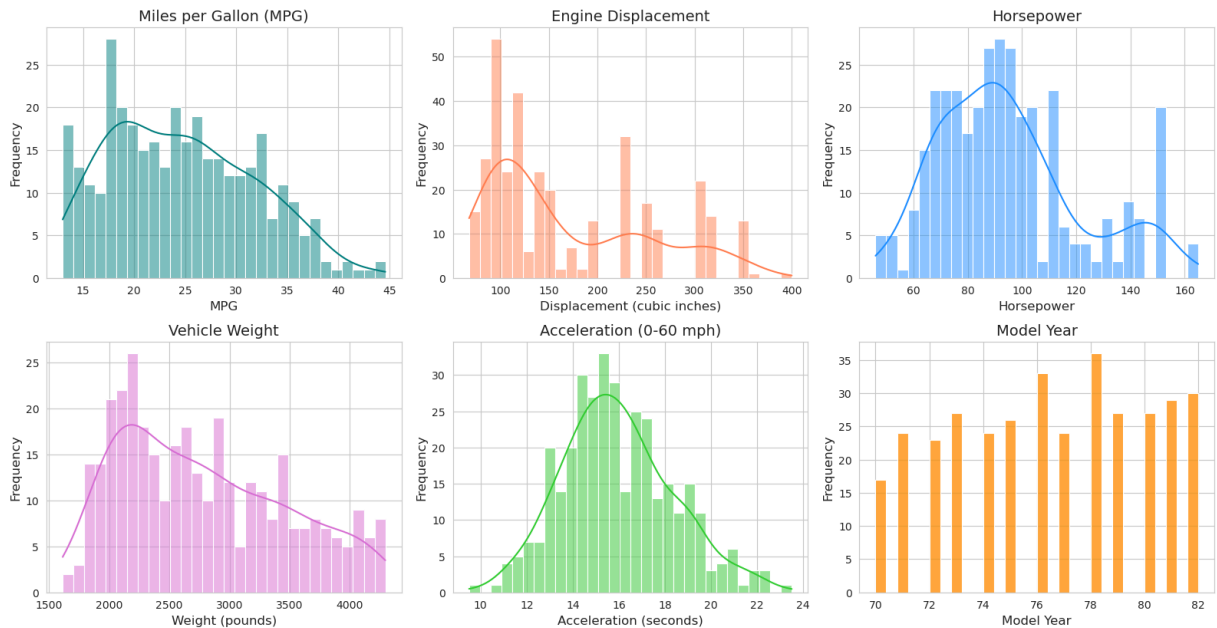 Miles per Gallon (MPG)
Frequency
25
20
15
10
5
0
15 20 25 30 35 40 45
MPG
Engine Displacement
Frequency
50
40
30
20
10
0
100 150 200 250 300 350 400
Displacement (cubic inches)
Horsepower
Frequency
25
20
15
10
5
0
60 80 100 120 140 160
Horsepower
Vehicle Weight
Frequency
25
20
15
10
5
0
1500 2000 2500 3000 3500 4000
Weight (pounds)
Acceleration (0-60 mph)
Frequency
30
25
20
15
10
5
0
10 12 14 16 18 20 22 24
Acceleration (seconds)
Model Year
Frequency
35
30
25
20
15
10
5
0
70 72 74 76 78 80 82
Model Year